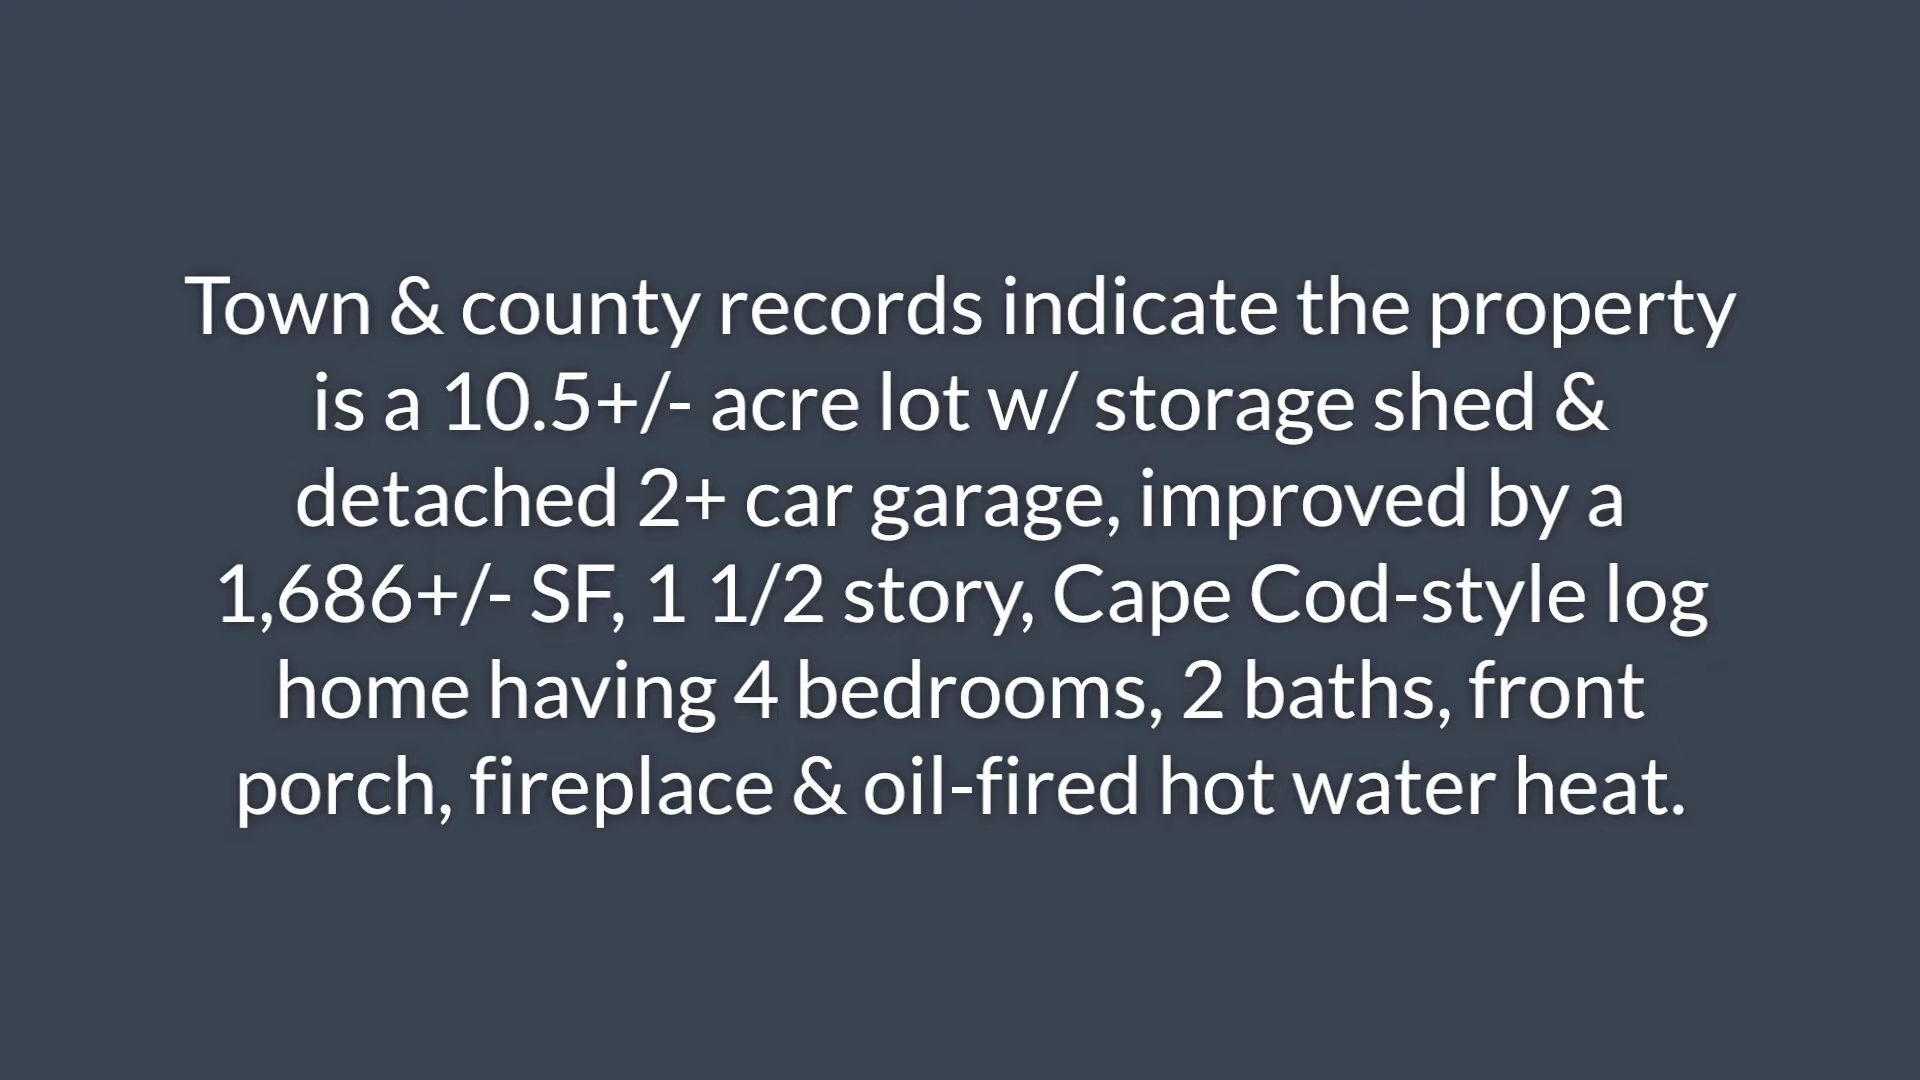 Town & county records indicate the property
is a 10.5+/- acre lot w/ storage shed &
detached 2+ car garage, improved by a
1,686+/- SF, 1 1/2 story, Cape Cod-style log
home having 4 bedrooms, 2 baths, front
porch, fireplace & oil-fired hot water heat.